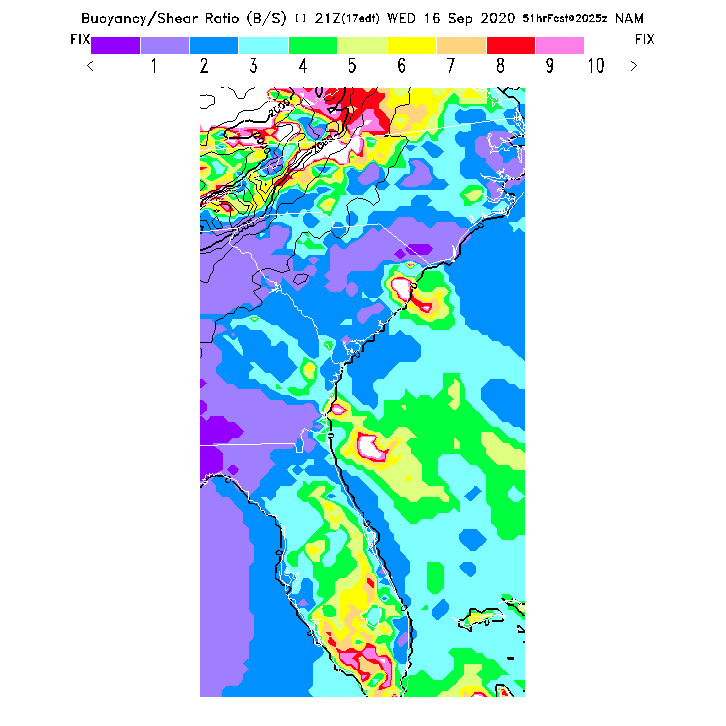 Buoyancy/Shear Ratio (B/S) [] 21Z(17edt) WED 16 Sep 2020 51hrFcst@2025z NAM
FIX FIX
< 1 2 3 4 5 6 7 8 9 10 >
2000